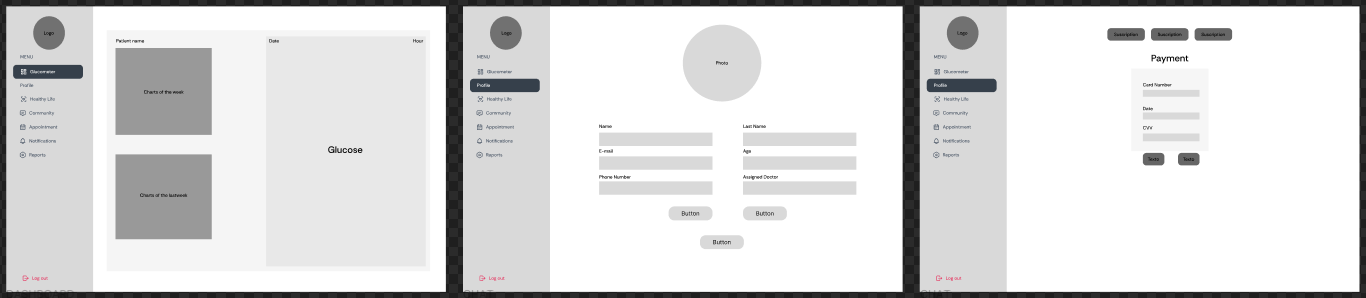 Logo
MENU
Glucometer
Profile
Healthy Life
Community
Appointment
Notifications
Reports
Log out
Patient name
Charts of the week
Charts of the lastweek
Date
Hour
Glucose
Logo
MENU
Glucometer
Profile
Healthy Life
Community
Appointment
Notifications
Reports
Log out
Photo
Name
Last Name
E-mail
Age
Phone Number
Assigned Doctor
Button
Button
Button
Logo
MENU
Glucometer
Profile
Healthy Life
Community
Appointment
Notifications
Reports
Log out
Suscription
Suscription
Suscription
Payment
Card Number
Date
CVV
Texto
Texto